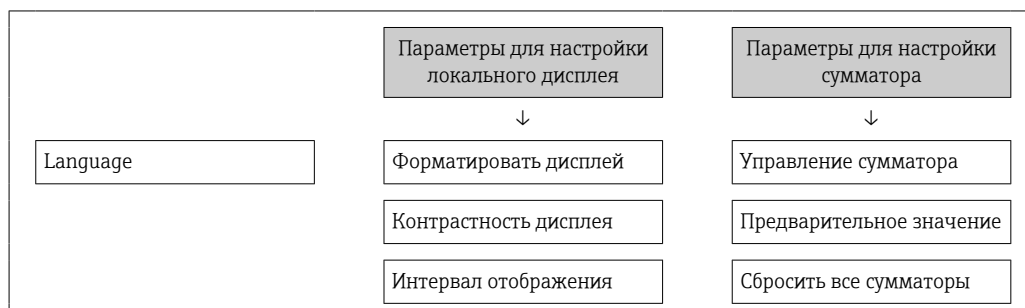 Параметры для настройки
локального дисплея
Параметры для настройки
сумматора
↓
↓
Language
Форматировать дисплей
Управление сумматора
Контрастность дисплея
Предварительное значение
Интервал отображения
Сбросить все сумматоры